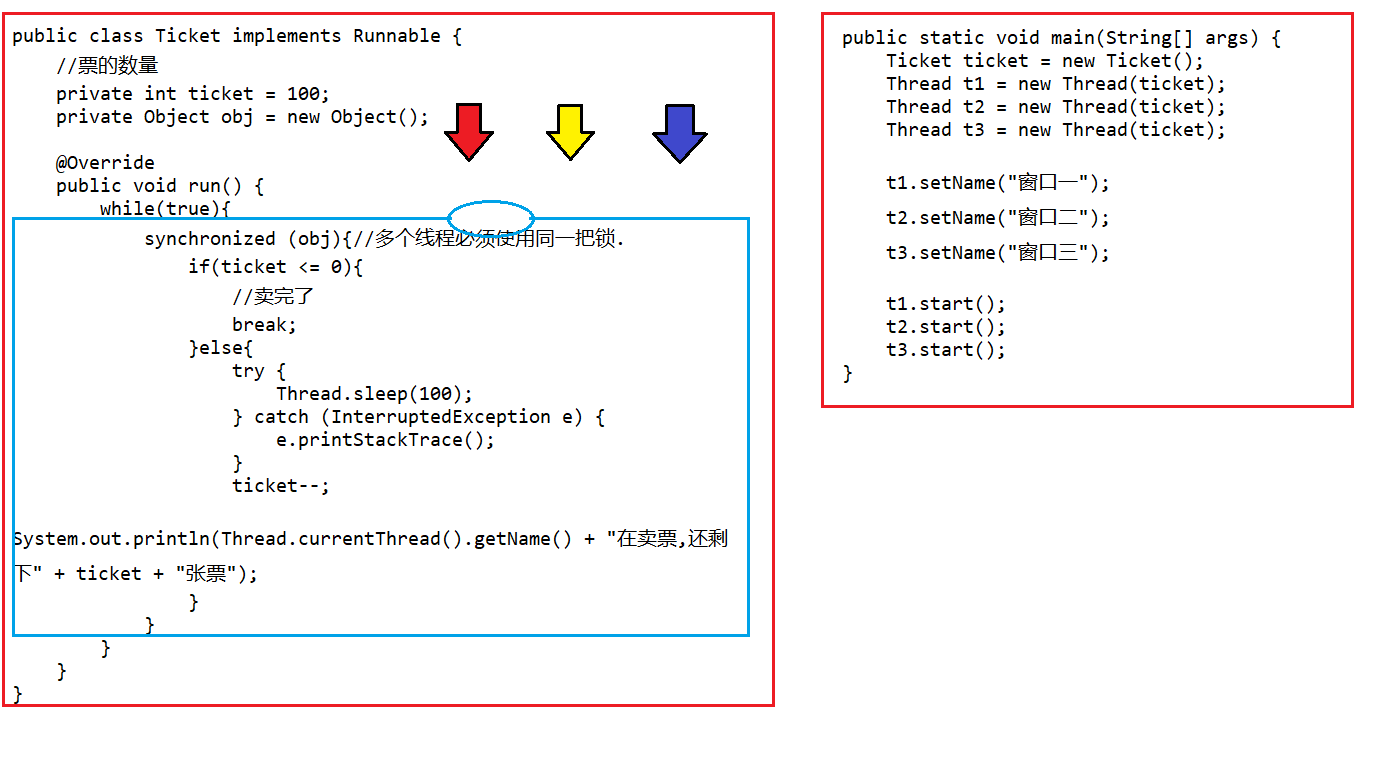 public class Ticket implements Runnable {
    //票的数量
    private int ticket = 100;
    private Object obj = new Object();

    @Override
    public void run() {
        while(true){
            synchronized (obj){//多个线程必须使用同一把锁.
                if(ticket <= 0){
                    //卖完了
                    break;
                }else{
                    try {
                        Thread.sleep(100);
                    } catch (InterruptedException e) {
                        e.printStackTrace();
                    }
                    ticket--;

System.out.println(Thread.currentThread().getName() + "在卖票,还剩
下" + ticket + "张票");
                }
            }
        }
    }
}
public static void main(String[] args) {
    Ticket ticket = new Ticket();
    Thread t1 = new Thread(ticket);
    Thread t2 = new Thread(ticket);
    Thread t3 = new Thread(ticket);

    t1.setName("窗口一");
    t2.setName("窗口二");
    t3.setName("窗口三");

    t1.start();
    t2.start();
    t3.start();
}